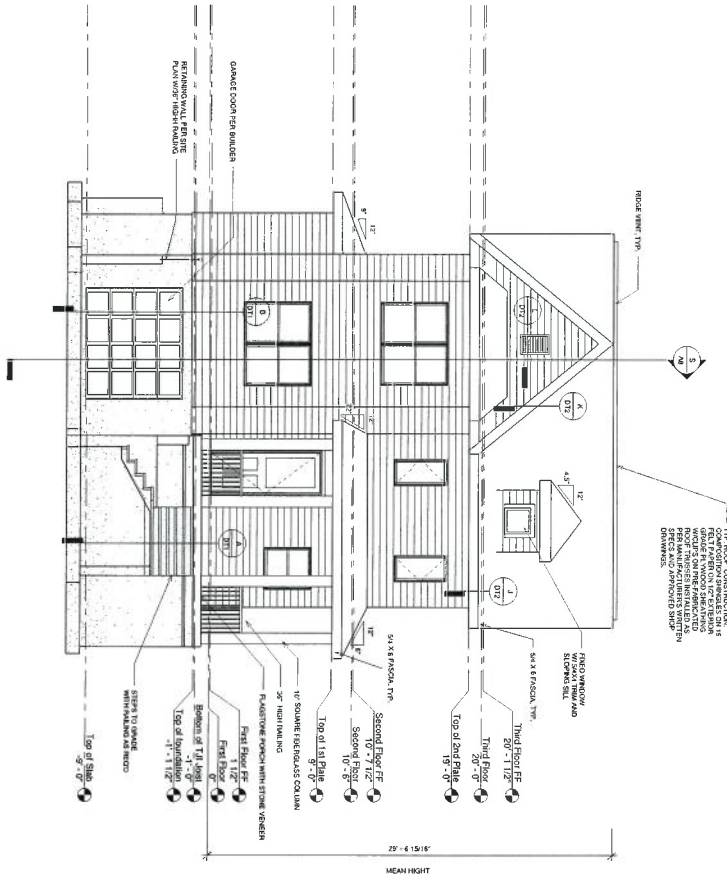 RIDGE VENT, TYP.
S
A8
TYP. ROOF CONSTRUCTION:
COMPOSITION SHINGLES ON 15
FELT PAPER ON 1/2" EXTERIOR
GRADE PLYWOOD SHEATHING
W/CLIPS ON PRE-FABRICATED
ROOF TRUSSES INSTALLED AS
PER MANUFACTURER'S WRITTEN
SPECS AND APPROVED SHOP
DRAWINGS.
FIXED WINDOW
W/ 5/4X4 TRIM AND
SLOPING SILL
5/4 X 8 FASCIA, TYP.
L
DT2
K
DT2
12"
4.5"
J
DT2
Third Floor FF
20' - 1 1/2"
Third Floor
20' - 0"
Top of 2nd Plate
19' - 0"
12"
9"
12"
12"
6"
5/4 X 8 FASCIA, TYP.
Second Floor FF
10' - 7 1/2"
Second Floor
10' - 6"
Top of 1st Plate
9' - 0"
GARAGE DOOR PER BUILDER
RETAINING WALL PER SITE
PLAN W/36" HIGHH RAILING
B
DT1
A
DT1
10" SQUARE FIBERGLASS COLUMN
36" HIGH RAILING
FLAGSTONE PORCH WITH STONE VENEER
First Floor FF
1 1/2"
First Floor
0"
Bottom of TJI Joist
-1' - 0"
Top of foundation
-1' - 1 1/2"
STEPS TO GRADE
WITH RAILING AS REQ'D
Top of Slab
-9' - 0"
29' - 6 15/16"
MEAN HIGHT